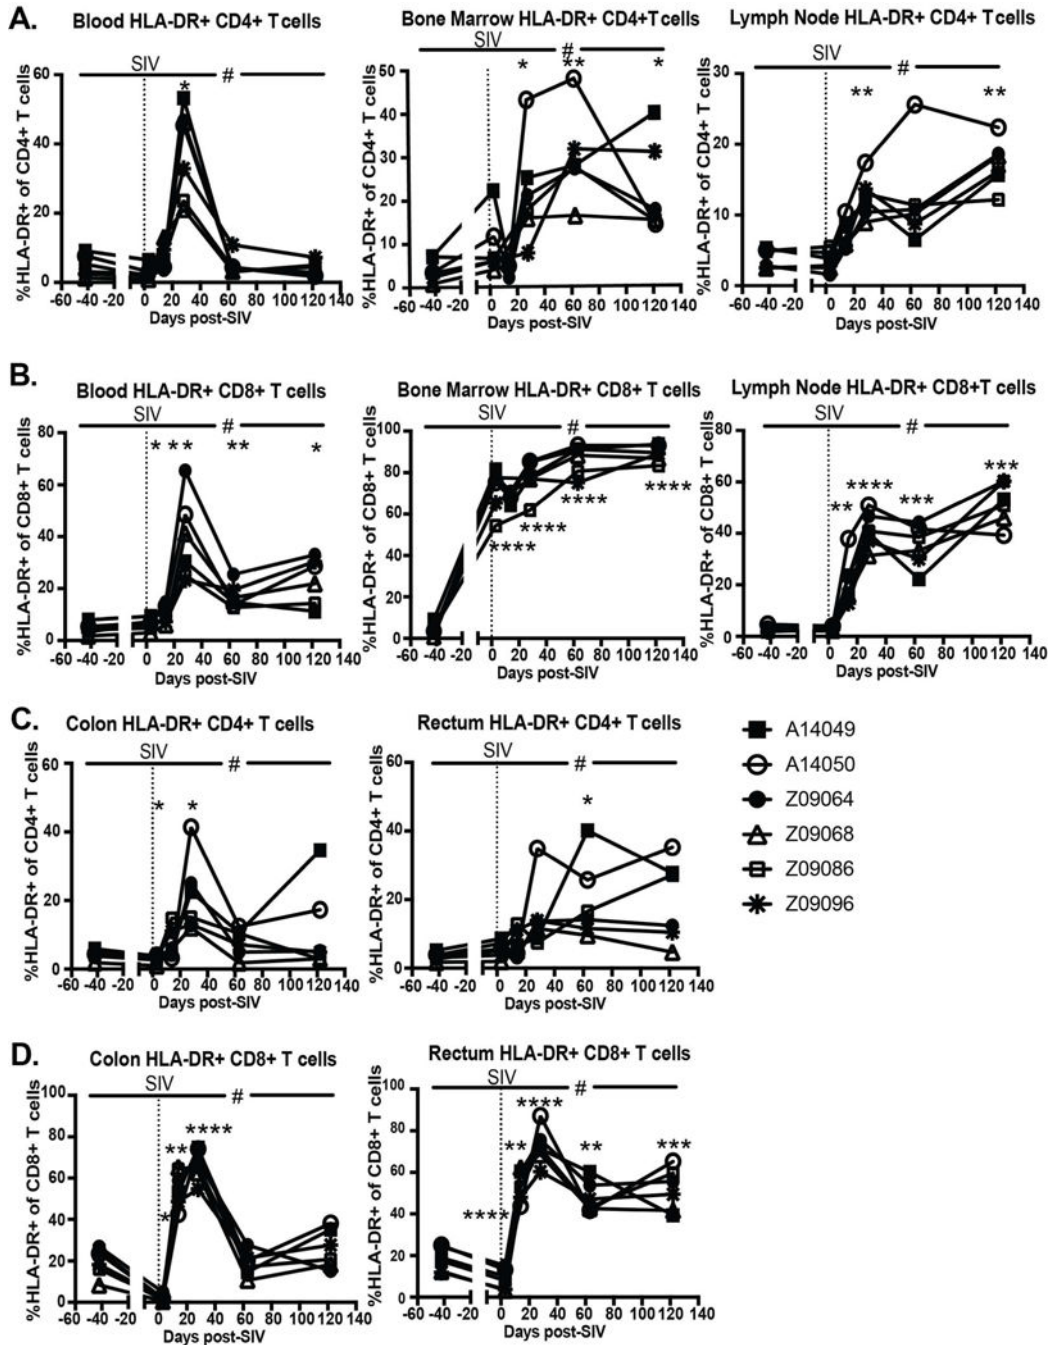 A.
Blood HLA-DR+ CD4+ T cells
SIV
#
*
%HLA-DR+ of CD4+ T cells
60
40
20
0
-60 -40 -20 0 20 40 60 80 100 120 140
Days post-SIV
Bone Marrow HLA-DR+ CD4+T cells
SIV
#
* ** *
%HLA-DR+ of CD4+ T cells
50
40
30
20
10
0
-60 -40 -20 0 20 40 60 80 100 120 140
Days post-SIV
Lymph Node HLA-DR+ CD4+ T cells
SIV
#
** **
%HLA-DR+ of CD4+ T cells
30
20
10
0
-60 -40 -20 0 20 40 60 80 100 120 140
Days post-SIV
B.
Blood HLA-DR+ CD8+ T cells
SIV
#
* ** ** *
%HLA-DR+ of CD8+ T cells
80
60
40
20
0
-60 -40 -20 0 20 40 60 80 100 120 140
Days post-SIV
Bone Marrow HLA-DR+ CD8+ T cells
SIV
#
**** **** **** ****
%HLA-DR+ of CD8+ T cells
100
80
60
40
20
0
-60 -40 -20 0 20 40 60 80 100 120 140
Days post-SIV
Lymph Node HLA-DR+ CD8+T cells
SIV
#
** **** *** ***
%HLA-DR+ of CD8+ T cells
80
60
40
20
0
-60 -40 -20 0 20 40 60 80 100 120 140
Days post-SIV
C.
Colon HLA-DR+ CD4+ T cells
SIV
#
* *
%HLA-DR+ of CD4+ T cells
60
40
20
0
-60 -40 -20 0 20 40 60 80 100 120 140
Days post-SIV
Rectum HLA-DR+ CD4+ T cells
SIV
#
*
%HLA-DR+ of CD4+ T cells
60
40
20
0
-60 -40 -20 0 20 40 60 80 100 120 140
Days post-SIV
A14049
A14050
Z09064
Z09068
Z09086
Z09096
D.
Colon HLA-DR+ CD8+ T cells
SIV
#
* ** ****
%HLA-DR+ of CD8+ T cells
100
80
60
40
20
0
-60 -40 -20 0 20 40 60 80 100 120 140
Days post-SIV
Rectum HLA-DR+ CD8+ T cells
SIV
#
**** ** **** ** ***
%HLA-DR+ of CD8+ T cells
100
80
60
40
20
0
-60 -40 -20 0 20 40 60 80 100 120 140
Days post-SIV